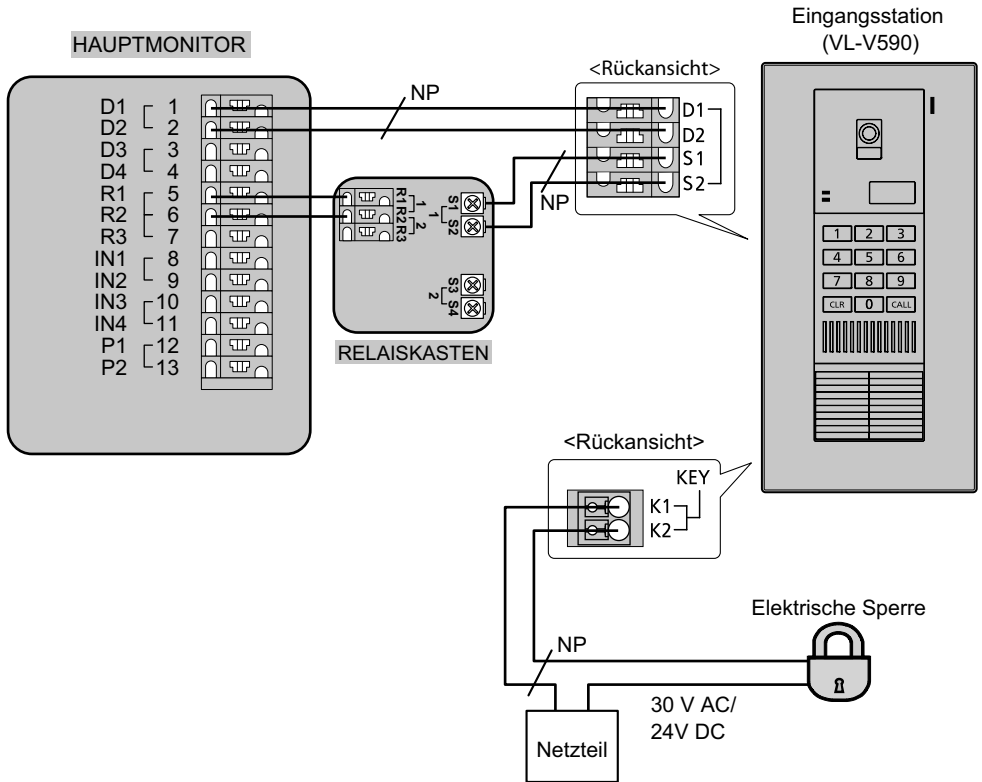 Eingangsstation
(VL-V590)
HAUPTMONITOR
<Rückansicht>
NP
D1 1
D2 2
D3 3
D4 4
R1 5
R2 6
R3 7
IN1 8
IN2 9
IN3 10
IN4 11
P1 12
P2 13
D1
D2
S1
S2
NP
R1 R2 R3
1 2
1
S1 S2
2
S3 S4
RELAISKASTEN
1 2 3
4 5 6
7 8 9
CLR 0 CALL
<Rückansicht>
KEY
K1
K2
Elektrische Sperre
NP
30 V AC/
24V DC
Netzteil